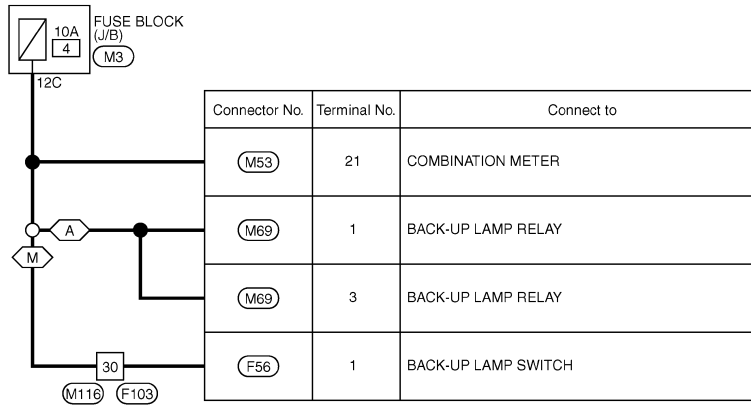 FUSE BLOCK
(J/B)
10A
4
M3
12C
Connector No. Terminal No. Connect to
M53 21 COMBINATION METER
A M69 1 BACK-UP LAMP RELAY
M
M69 3 BACK-UP LAMP RELAY
30 F56 1 BACK-UP LAMP SWITCH
M116 F103